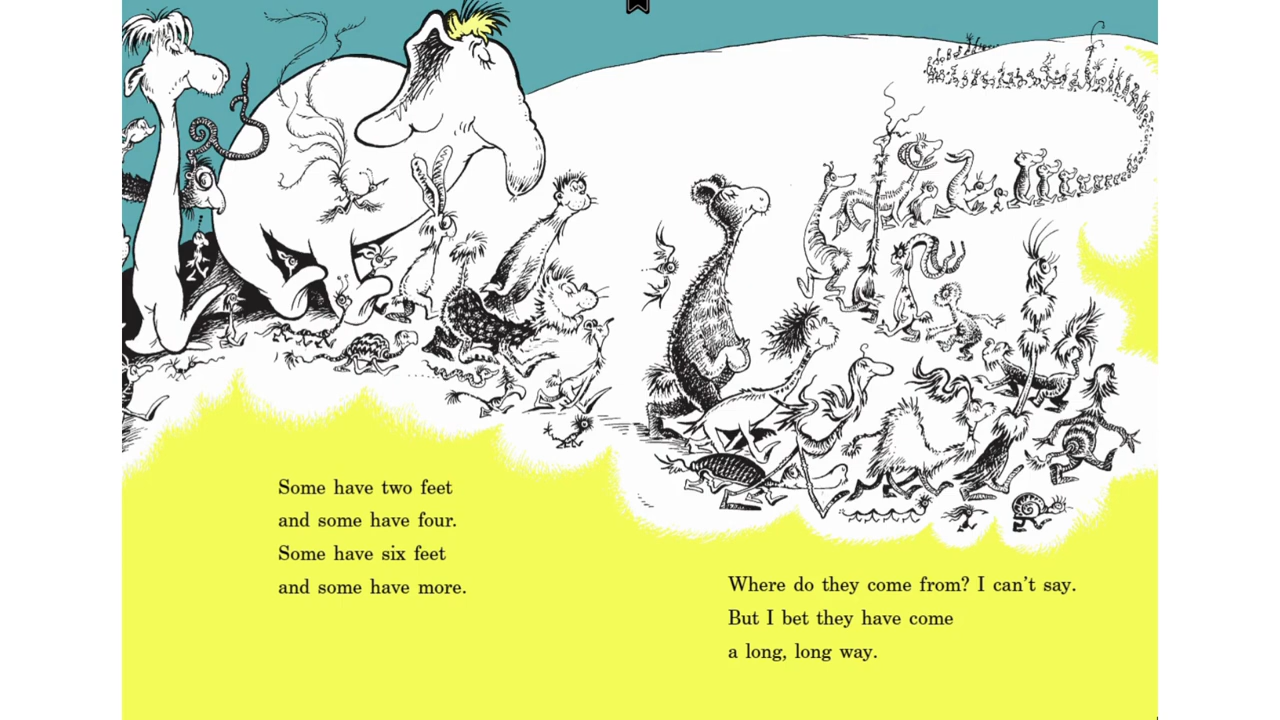 Some have two feet
and some have four.
Some have six feet
and some have more.
Where do they come from? I can't say.
But I bet they have come
a long, long way.